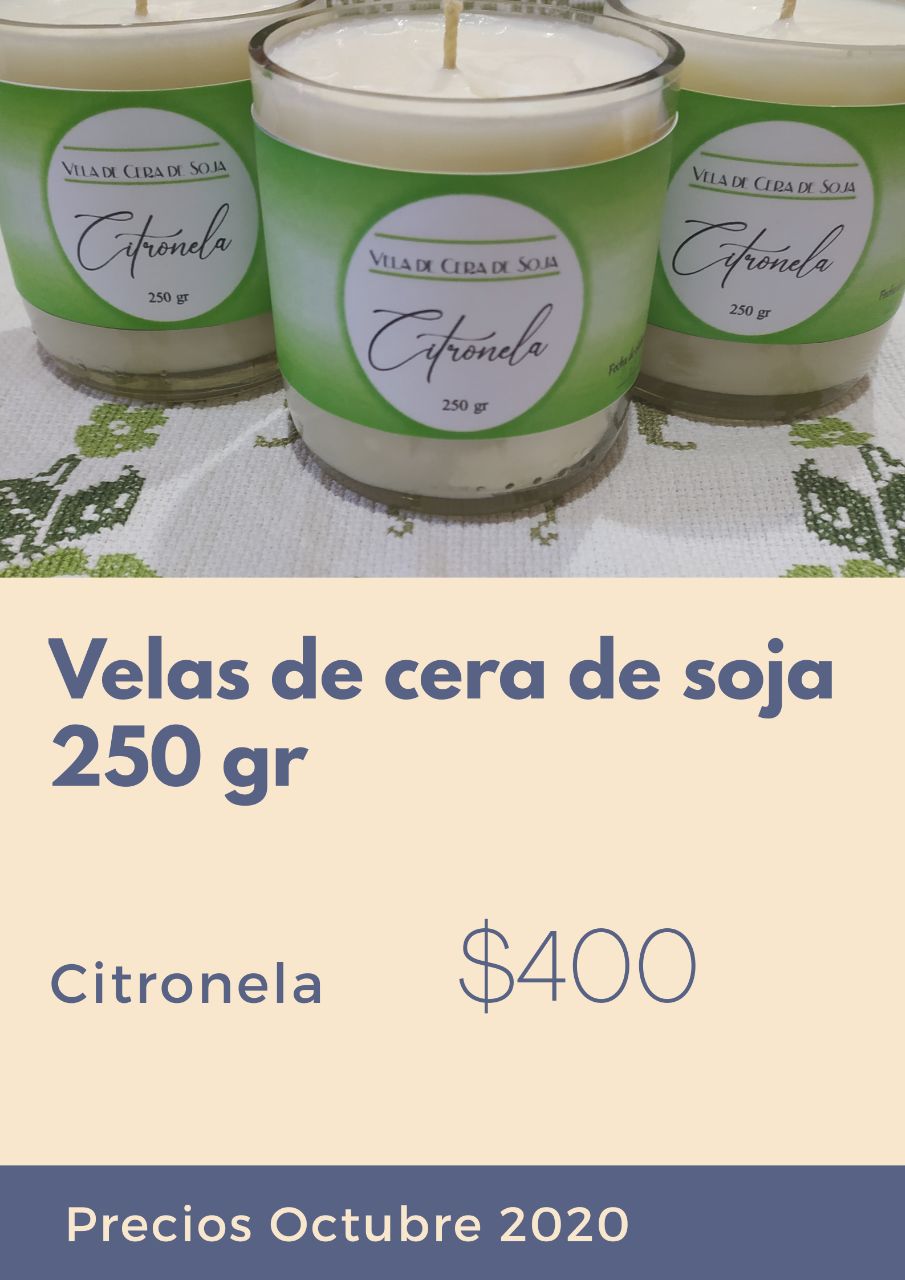 VELA DE CERA DE SOJA
Citronela
250 gr
VELA DE CERA DE SOJA
Citronela
250 gr
VELA DE CERA DE SOJA
Citronela
250 gr
Velas de cera de soja
250 gr
Citronela $400
Precios Octubre 2020